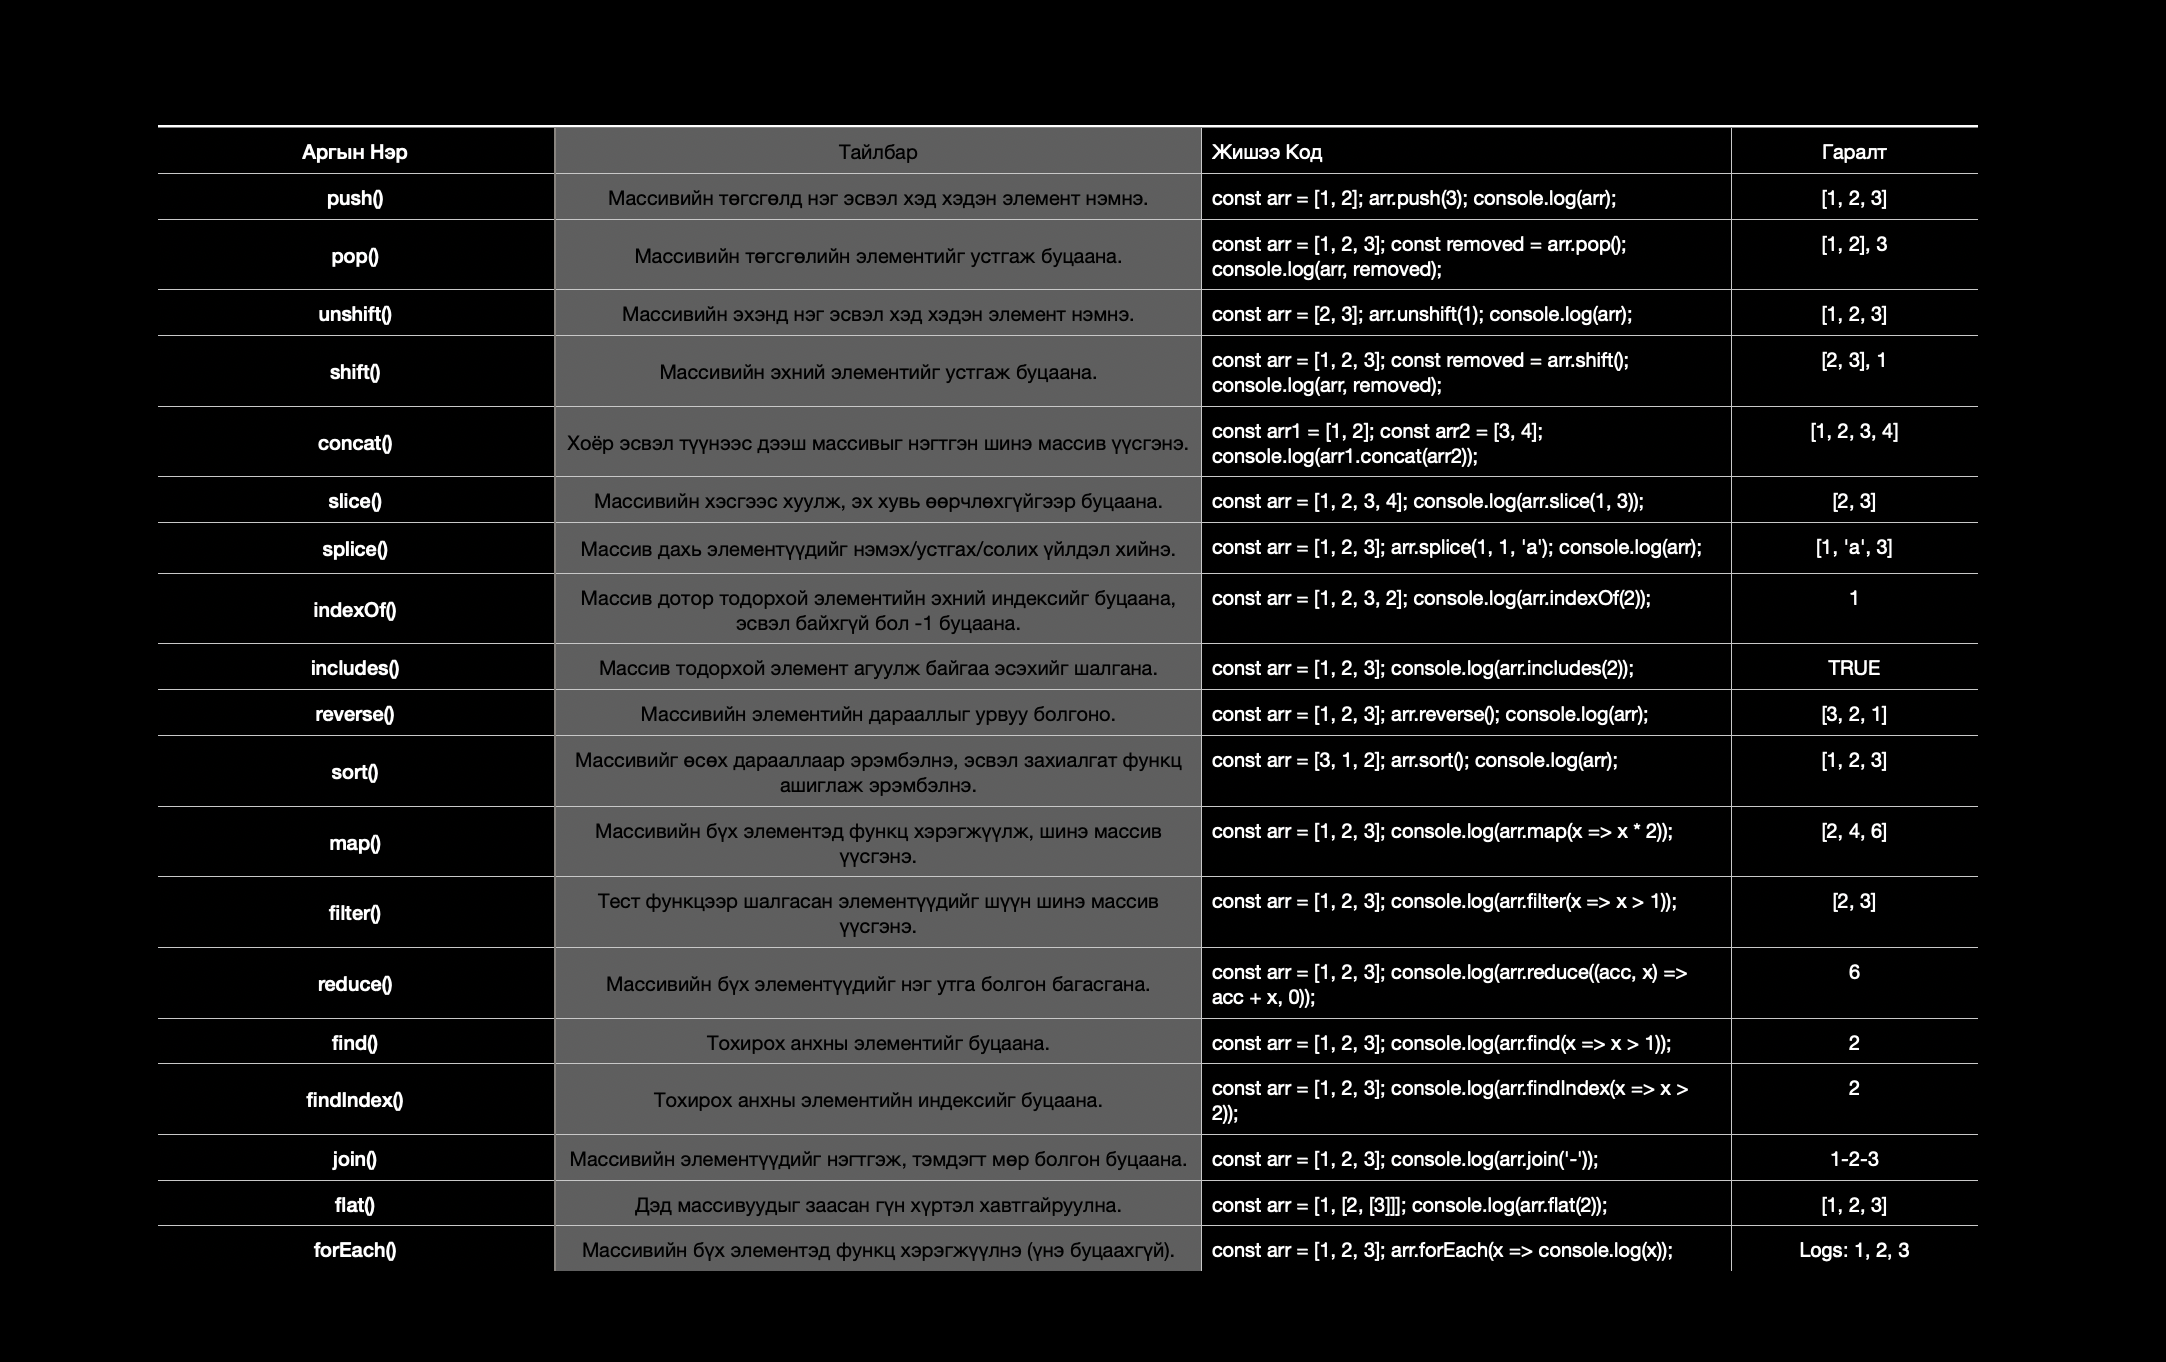 Аргын Нэр
Тайлбар
Жишээ Код
Гаралт
push()
Массивийн төгсгөлд нэг эсвэл хэд хэдэн элемент нэмнэ.
const arr = [1, 2]; arr.push(3); console.log(arr);
[1, 2, 3]
pop()
Массивийн төгсгөлийн элементийг устгаж буцаана.
const arr = [1, 2, 3]; const removed = arr.pop();
console.log(arr, removed);
[1, 2], 3
unshift()
Массивийн эхэнд нэг эсвэл хэд хэдэн элемент нэмнэ.
const arr = [2, 3]; arr.unshift(1); console.log(arr);
[1, 2, 3]
shift()
Массивийн эхний элементийг устгаж буцаана.
const arr = [1, 2, 3]; const removed = arr.shift();
console.log(arr, removed);
[2, 3], 1
concat()
Хоёр эсвэл түүнээс дээш массивыг нэгтгэн шинэ массив үүсгэнэ.
const arr1 = [1, 2]; const arr2 = [3, 4];
console.log(arr1.concat(arr2));
[1, 2, 3, 4]
slice()
Массивийн хэсгээс хуулж, эх хувь өөрчлөхгүйгээр буцаана.
const arr = [1, 2, 3, 4]; console.log(arr.slice(1, 3));
[2, 3]
splice()
Массив дахь элементүүдийг нэмэх/устгах/солих үйлдэл хийнэ.
const arr = [1, 2, 3]; arr.splice(1, 1, 'a'); console.log(arr);
[1, 'a', 3]
indexOf()
Массив дотор тодорхой элементийн эхний индексийг буцаана,
эсвэл байхгүй бол -1 буцаана.
const arr = [1, 2, 3, 2]; console.log(arr.indexOf(2));
1
includes()
Массив тодорхой элемент агуулж байгаа эсэхийг шалгана.
const arr = [1, 2, 3]; console.log(arr.includes(2));
TRUE
reverse()
Массивийн элементийн дарааллыг урвуу болгоно.
const arr = [1, 2, 3]; arr.reverse(); console.log(arr);
[3, 2, 1]
sort()
Массивийг өсөх дарааллаар эрэмбэлнэ, эсвэл захиалгат функц
ашиглаж эрэмбэлнэ.
const arr = [3, 1, 2]; arr.sort(); console.log(arr);
[1, 2, 3]
map()
Массивийн бүх элементэд функц хэрэгжүүлж, шинэ массив
үүсгэнэ.
const arr = [1, 2, 3]; console.log(arr.map(x => x * 2));
[2, 4, 6]
filter()
Тест функцээр шалгасан элементүүдийг шүүн шинэ массив
үүсгэнэ.
const arr = [1, 2, 3]; console.log(arr.filter(x => x > 1));
[2, 3]
reduce()
Массивийн бүх элементүүдийг нэг утга болгон багасгана.
const arr = [1, 2, 3]; console.log(arr.reduce((acc, x) =>
acc + x, 0));
6
find()
Тохирох анхны элементийг буцаана.
const arr = [1, 2, 3]; console.log(arr.find(x => x > 1));
2
findIndex()
Тохирох анхны элементийн индексийг буцаана.
const arr = [1, 2, 3]; console.log(arr.findIndex(x => x >
2));
2
join()
Массивийн элементүүдийг нэгтгэж, тэмдэгт мөр болгон буцаана.
const arr = [1, 2, 3]; console.log(arr.join('-'));
1-2-3
flat()
Дэд массивуудыг заасан гүн хүртэл хавтгайруулна.
const arr = [1, [2, [3]]]; console.log(arr.flat(2));
[1, 2, 3]
forEach()
Массивийн бүх элементэд функц хэрэгжүүлнэ (үнэ буцаахгүй).
const arr = [1, 2, 3]; arr.forEach(x => console.log(x));
Logs: 1, 2, 3